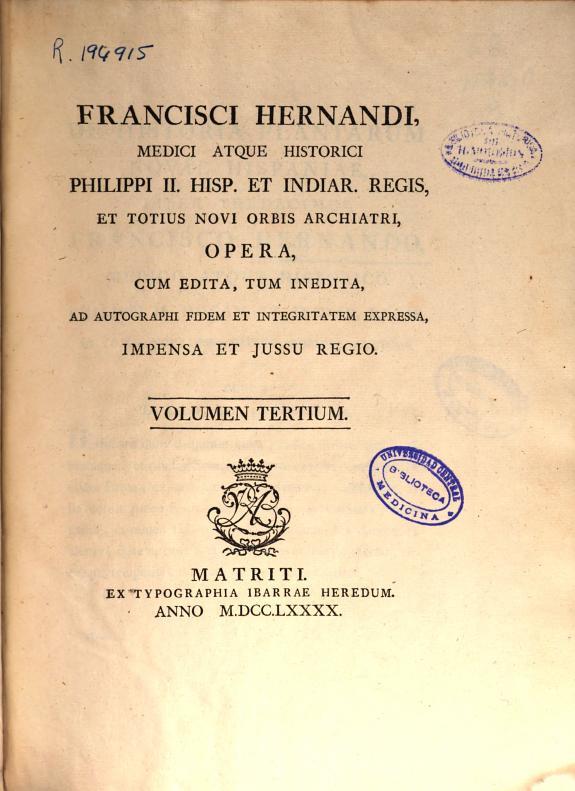 R. 194915
FRANCISCI HERNANDI,
MEDICI ATQUE HISTORICI
PHILIPPI II. HISP. ET INDIAR. REGIS,
ET TOTIUS NOVI ORBIS ARCHIATRI,
OPERA,
CUM EDITA, TUM INEDITA,
AD AUTOGRAPHI FIDEM ET INTEGRITATEM EXPRESSA,
IMPENSA ET JUSSU REGIO.
VOLUMEN TERTIUM.
UNIVERSIDAD CENTRAL
BIBLIOTECA
MEDICINA
MATRITI.
EX TYPOGRAPHIA IBARRAE HEREDUM.
ANNO M.DCC.LXXXX.